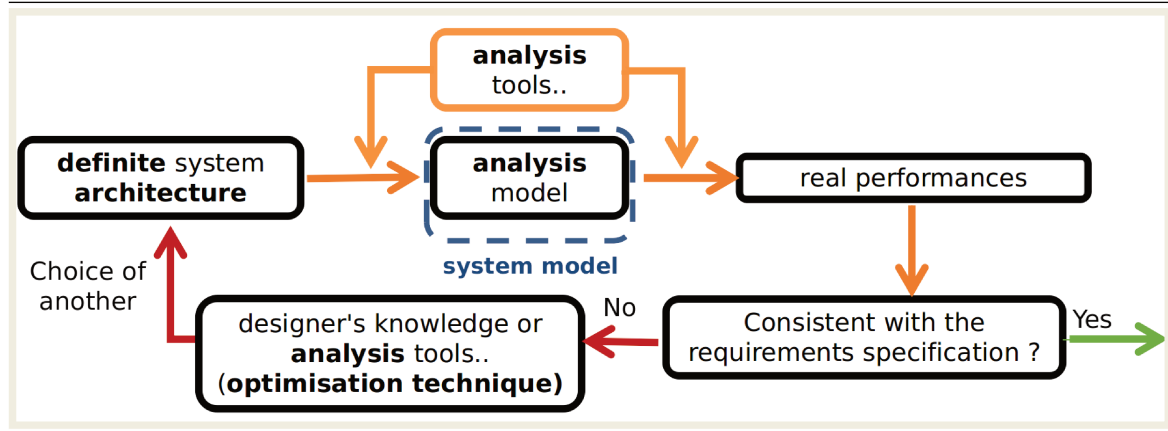 analysis
tools..
definite system
architecture
analysis
model
real performances
system model
Choice of
another
designer's knowledge or
analysis tools..
(optimisation technique)
No
Consistent with the
requirements specification ?
Yes